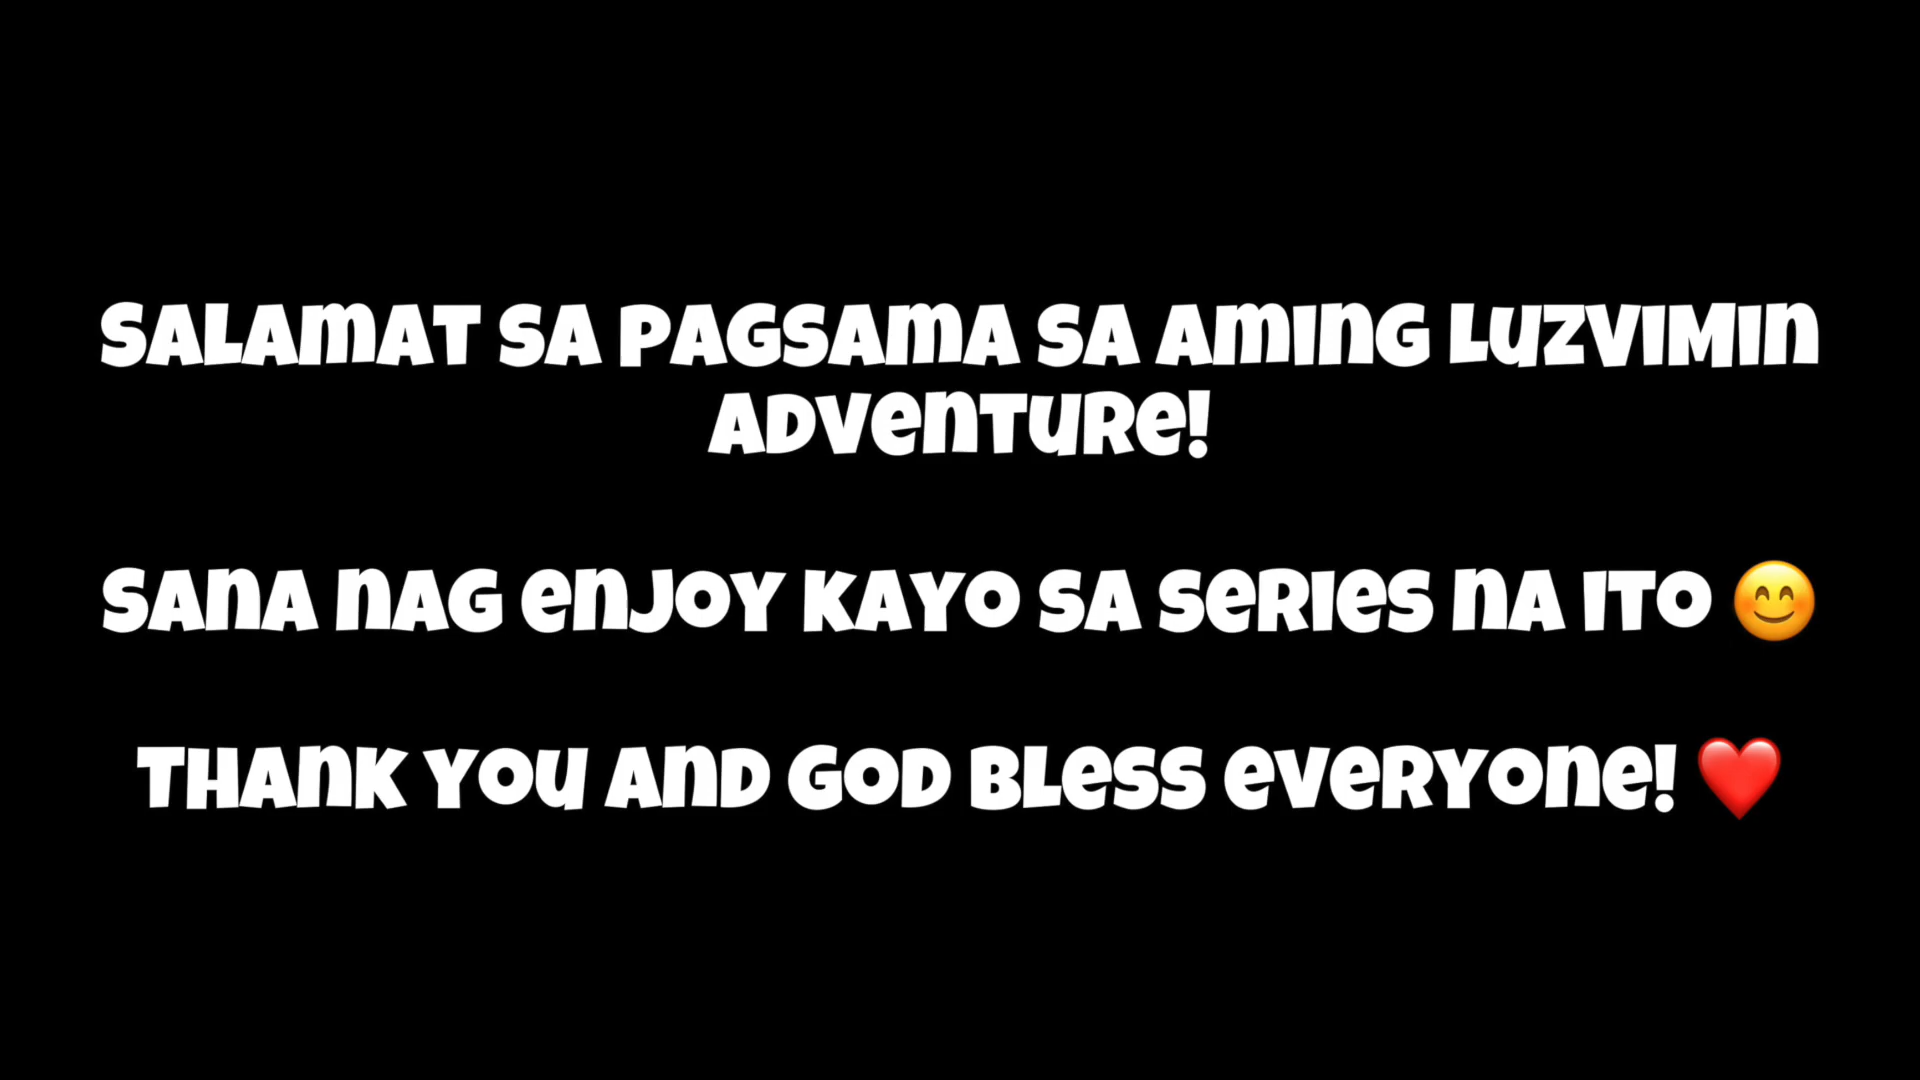 Salamat sa pagsama sa aming LuzViMin
Adventure!
Sana nag enjoy kayo sa series na ito 😊
Thank you and God Bless everyone! ❤️